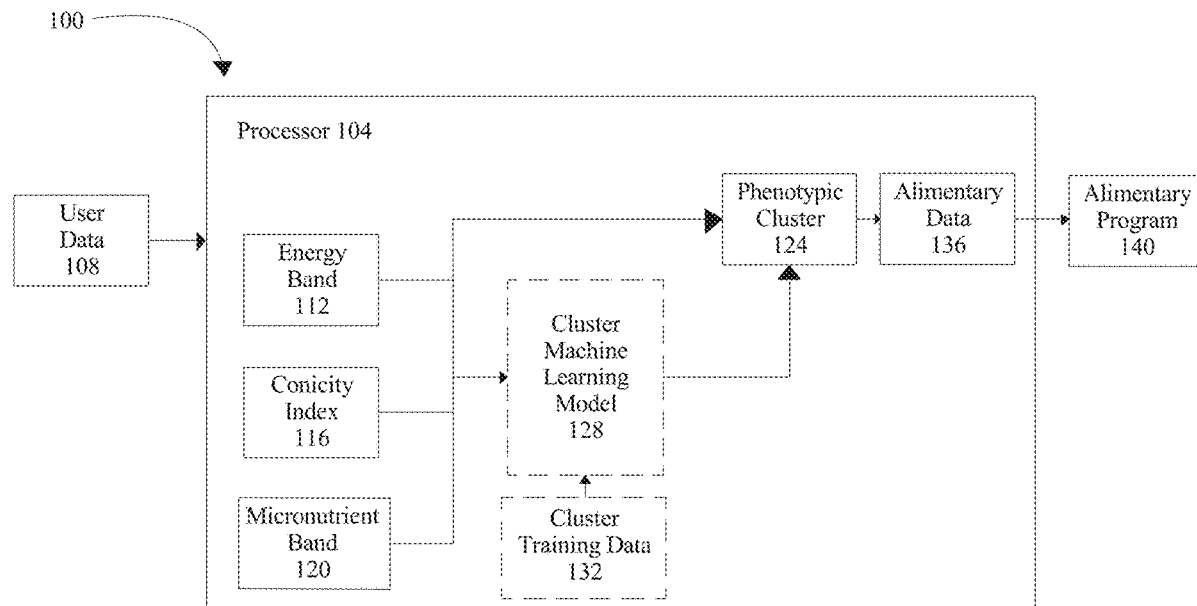 100
Processor 104
User
Data
108
Energy
Band
112
Conicity
Index
116
Micronutrient
Band
120
Cluster
Machine
Learning
Model
128
Cluster
Training Data
132
Phenotypic
Cluster
124
Alimentary
Data
136
Alimentary
Program
140